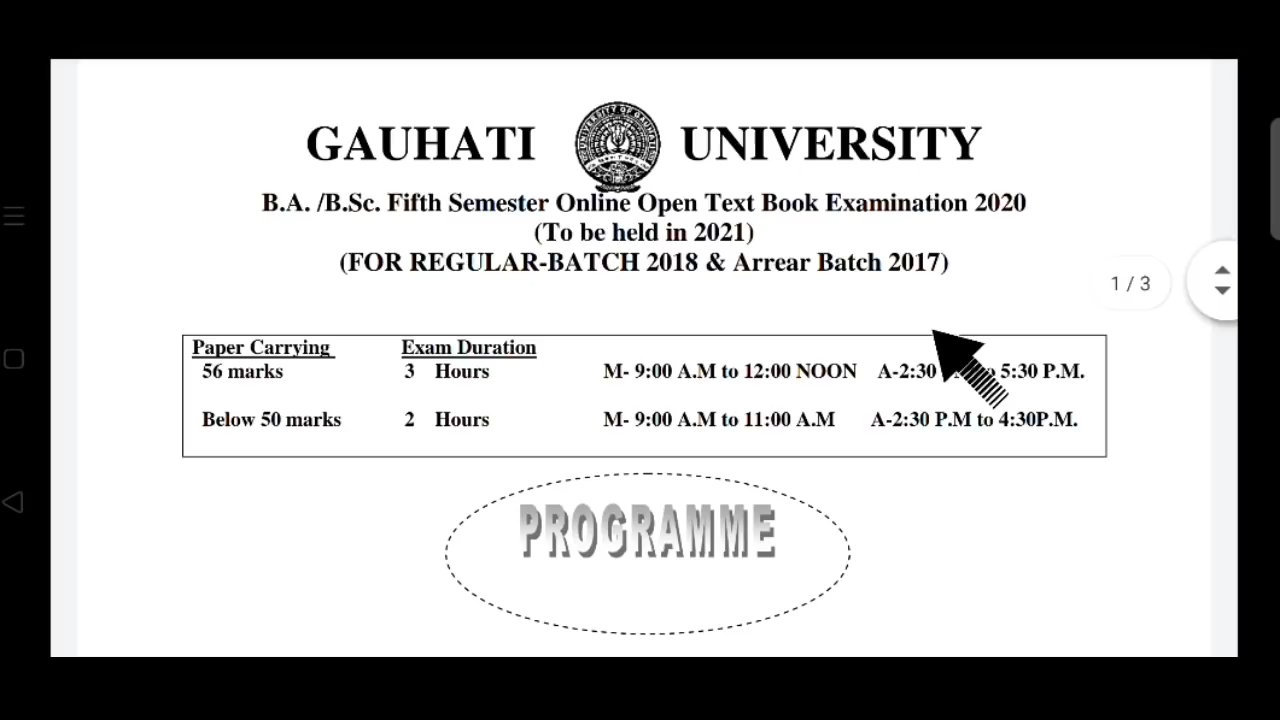 GAUHATI UNIVERSITY
B.A. /B.Sc. Fifth Semester Online Open Text Book Examination 2020
(To be held in 2021)
(FOR REGULAR-BATCH 2018 & Arrear Batch 2017)
1 / 3
Paper Carrying Exam Duration
56 marks 3 Hours M- 9:00 A.M to 12:00 NOON A-2:30 5:30 P.M.
Below 50 marks 2 Hours M- 9:00 A.M to 11:00 A.M A-2:30 P.M to 4:30P.M.
PROGRAMME